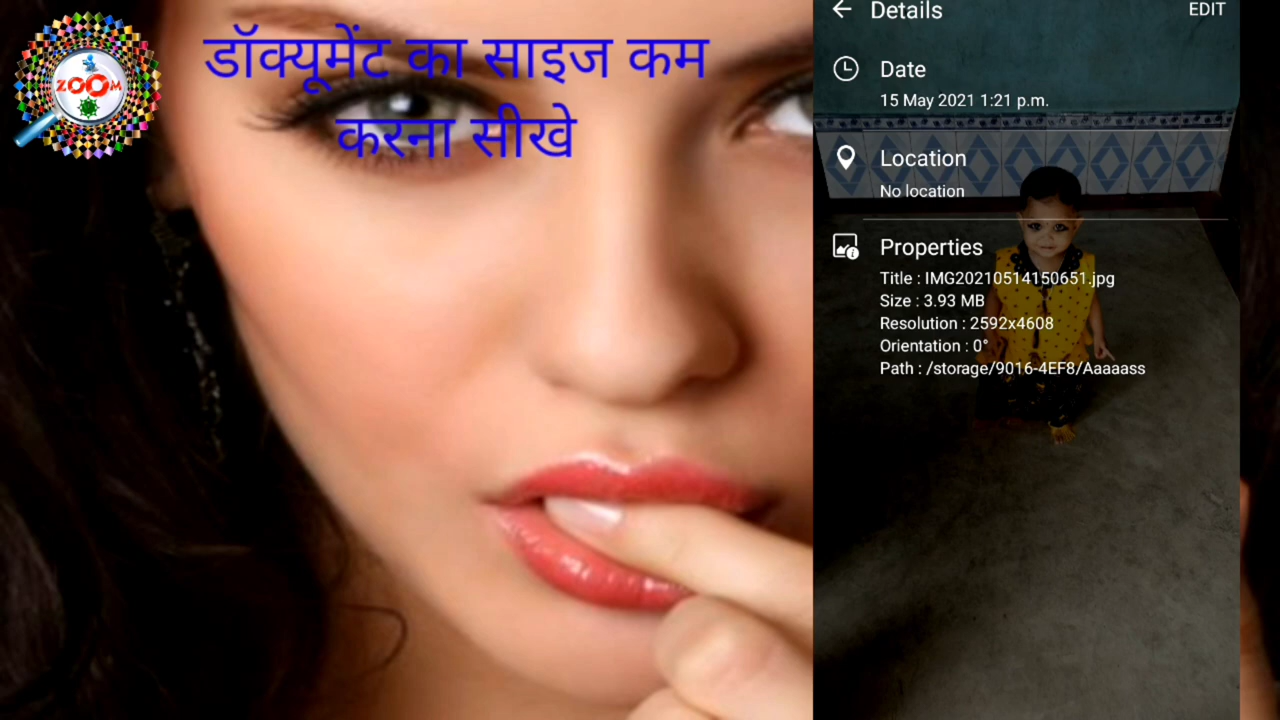 ZOOM
डॉक्यूमेंट का साइज कम
करना सीखे
Details
EDIT
Date
15 May 2021 1:21 p.m.
Location
No location
Properties
Title : IMG20210514150651.jpg
Size : 3.93 MB
Resolution : 2592x4608
Orientation : 0°
Path : /storage/9016-4EF8/Aaaaass